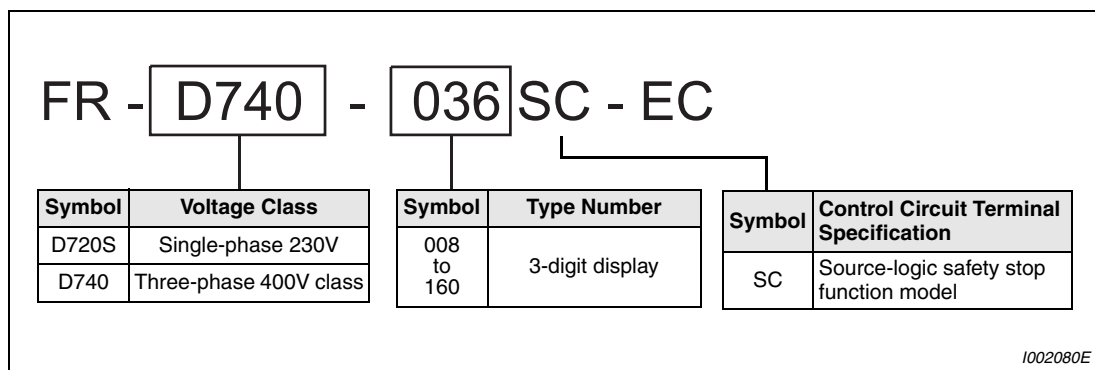 FR - D740 - 036 SC - EC
Symbol Voltage Class
D720S Single-phase 230V
D740 Three-phase 400V class
Symbol Type Number
008
to
160
3-digit display
Symbol Control Circuit Terminal
Specification
SC Source-logic safety stop
function model
I002080E